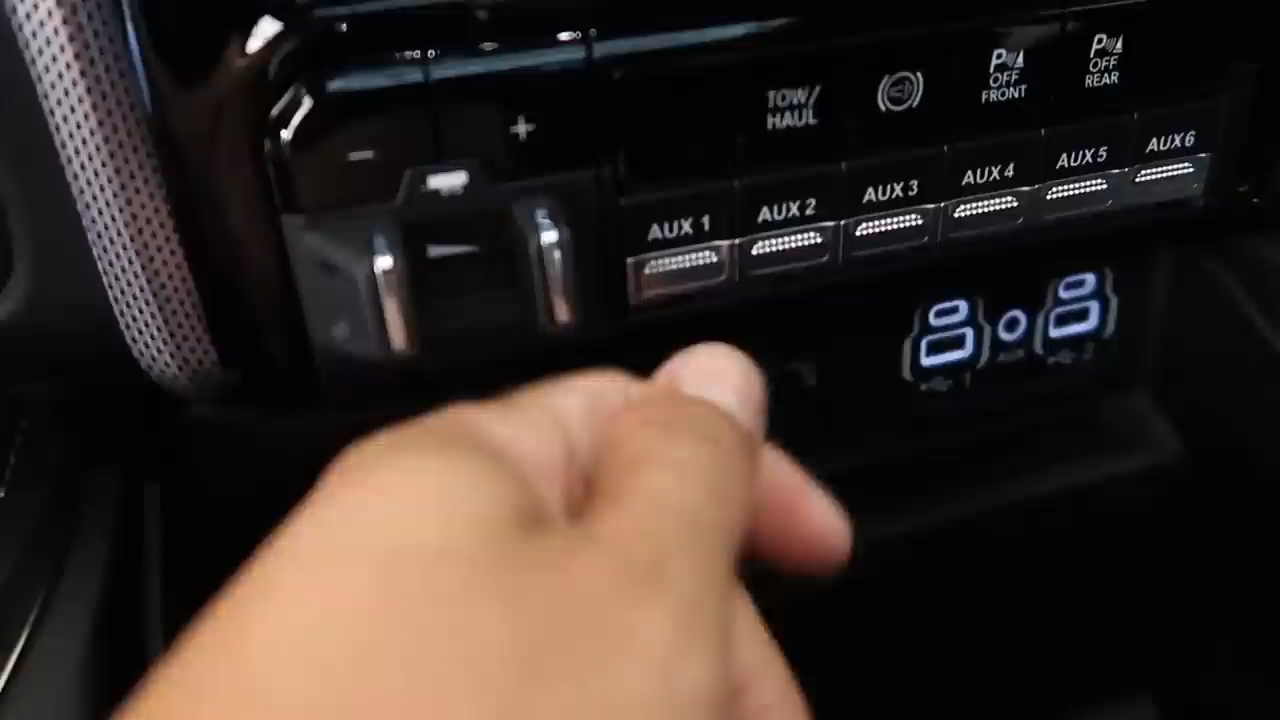 TOW/
HAUL
OFF
FRONT
OFF
REAR
AUX 1
AUX 2
AUX 3
AUX 4
AUX 5
AUX 6